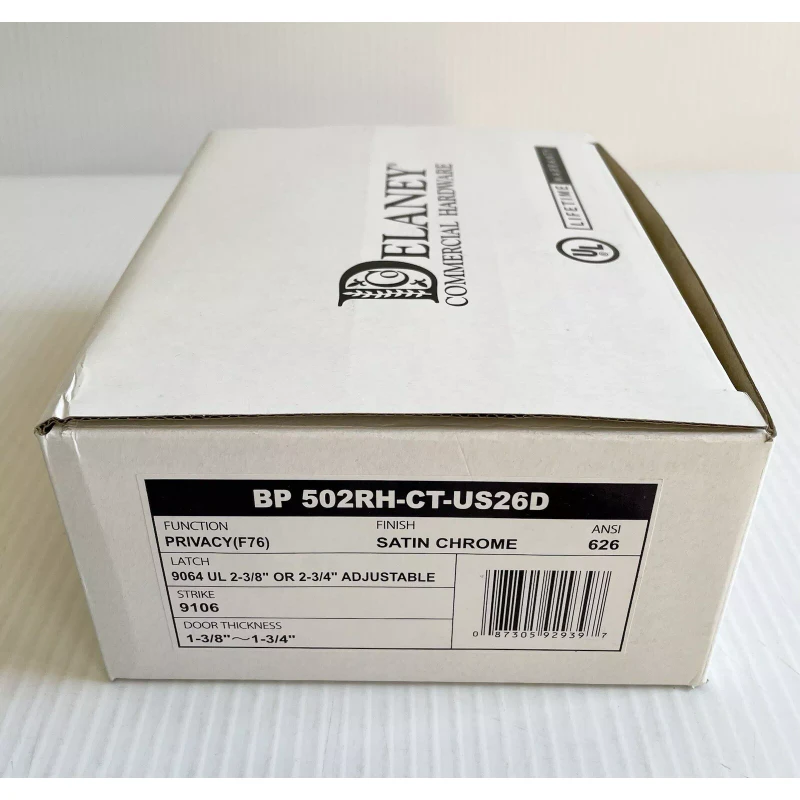 DELANEY®
COMMERCIAL HARDWARE
UL ®
LIFETIME WARRANTY
BP 502RH-CT-US26D
FUNCTION FINISH ANSI
PRIVACY(F76) SATIN CHROME 626
LATCH
9064 UL 2-3/8" OR 2-3/4" ADJUSTABLE
STRIKE
9106
DOOR THICKNESS
1-3/8"～1-3/4"
0 87305 92939 7